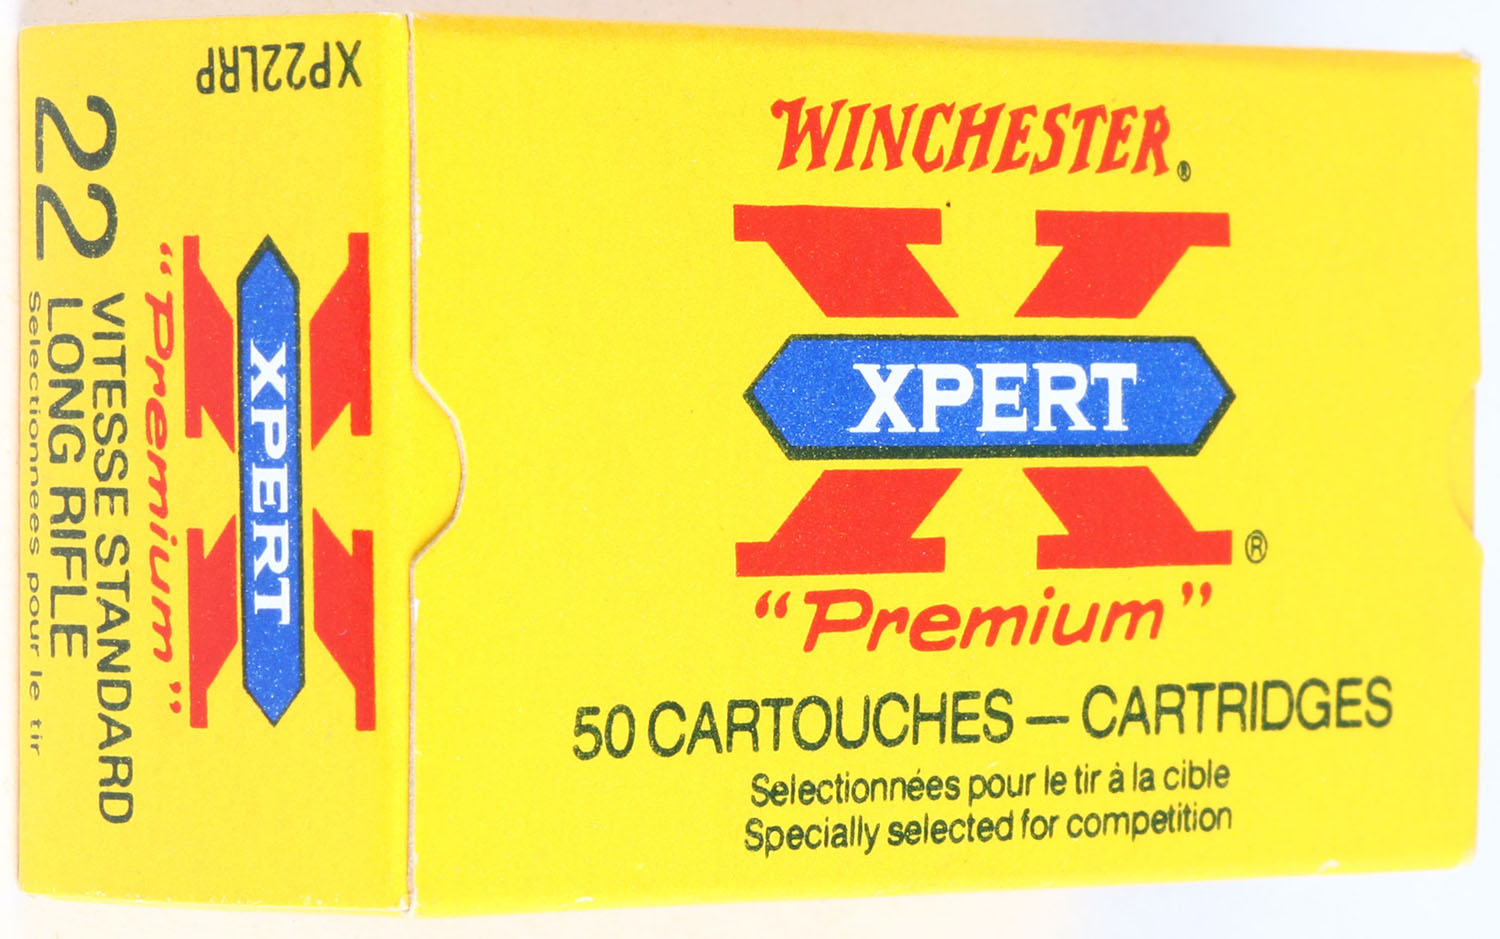 WINCHESTER®
XPERT
®
"Premium"
50 CARTOUCHES — CARTRIDGES
Selectionnées pour le tir à la cible
Specially selected for competition
XP22LRP
XPERT
"Premium"
22 VITESSE STANDARD
LONG RIFLE
Selectionnées pour le tir